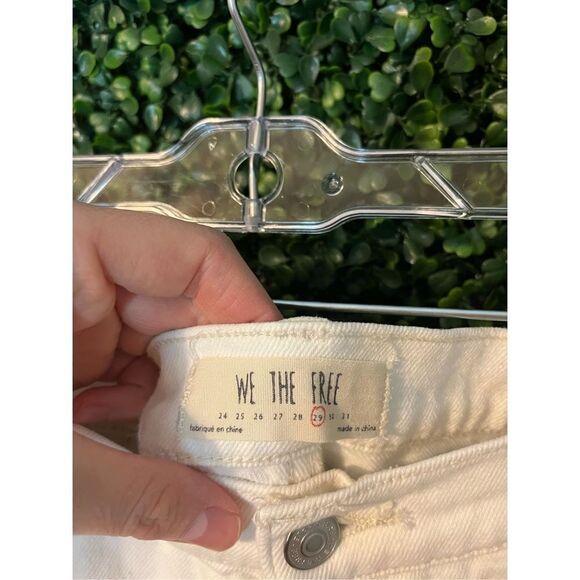 WE THE FREE
24 25 26 27 28 29 30 31
fabriqué en chine made in china